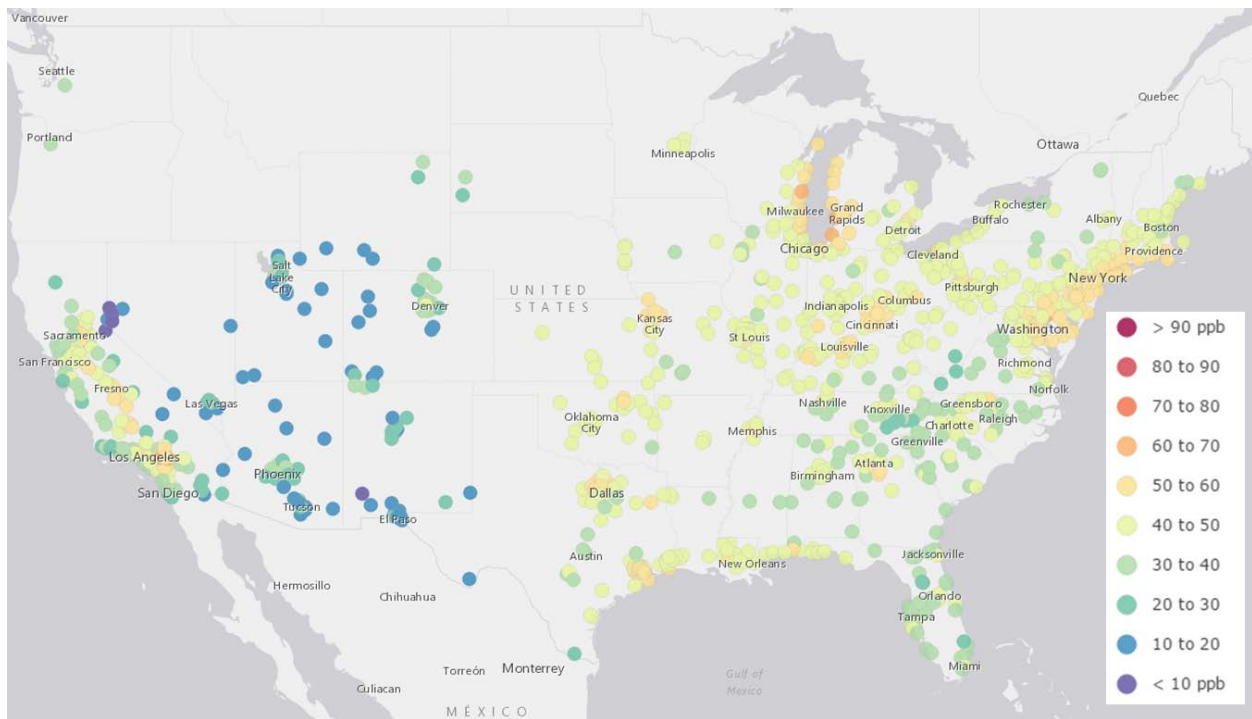 Vancouver
Seattle
Portland
Quebec
Ottawa
Minneapolis
Rochester
Milwaukee
Grand
Rapids
Buffalo
Albany
Detroit
Boston
Chicago
Cleveland
Providence
Salt
Lake
City
UNITED
STATES
New York
Pittsburgh
Denver
Indianapolis
Columbus
Kansas
City
Cincinnati
Washington
Sacramento
St Louis
Louisville
San Francisco
Richmond
Fresno
Norfolk
Las Vegas
Nashville
Knoxville
Greensboro
Raleigh
Oklahoma
City
Memphis
Charlotte
Greenville
Los Angeles
Phoenix
Birmingham
Atlanta
San Diego
Dallas
Tucson
El Paso
Austin
New Orleans
Jacksonville
Hermosillo
Chihuahua
Orlando
Tampa
Torreón
Monterrey
Miami
Culiacan
Gulf of
Mexico
MÉXICO
> 90 ppb
80 to 90
70 to 80
60 to 70
50 to 60
40 to 50
30 to 40
20 to 30
10 to 20
< 10 ppb